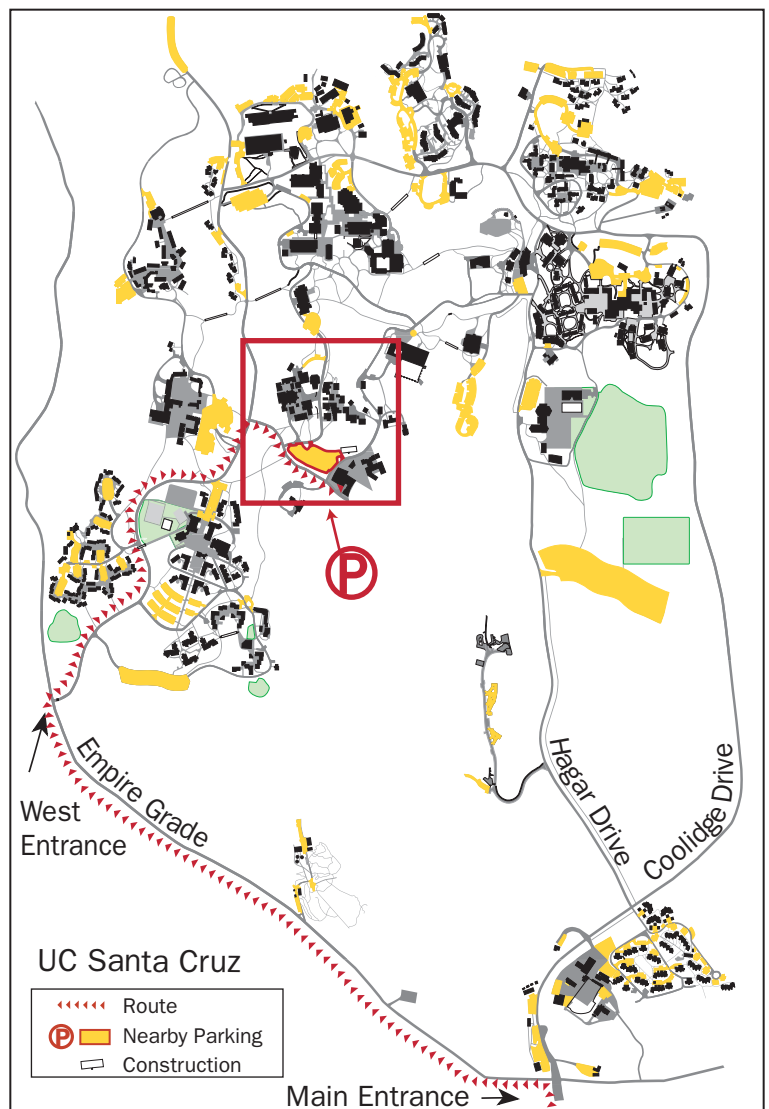 P
Hagar Drive
Coolidge Drive
Empire Grade
West
Entrance
UC Santa Cruz
Route
P Nearby Parking
Construction
Main Entrance